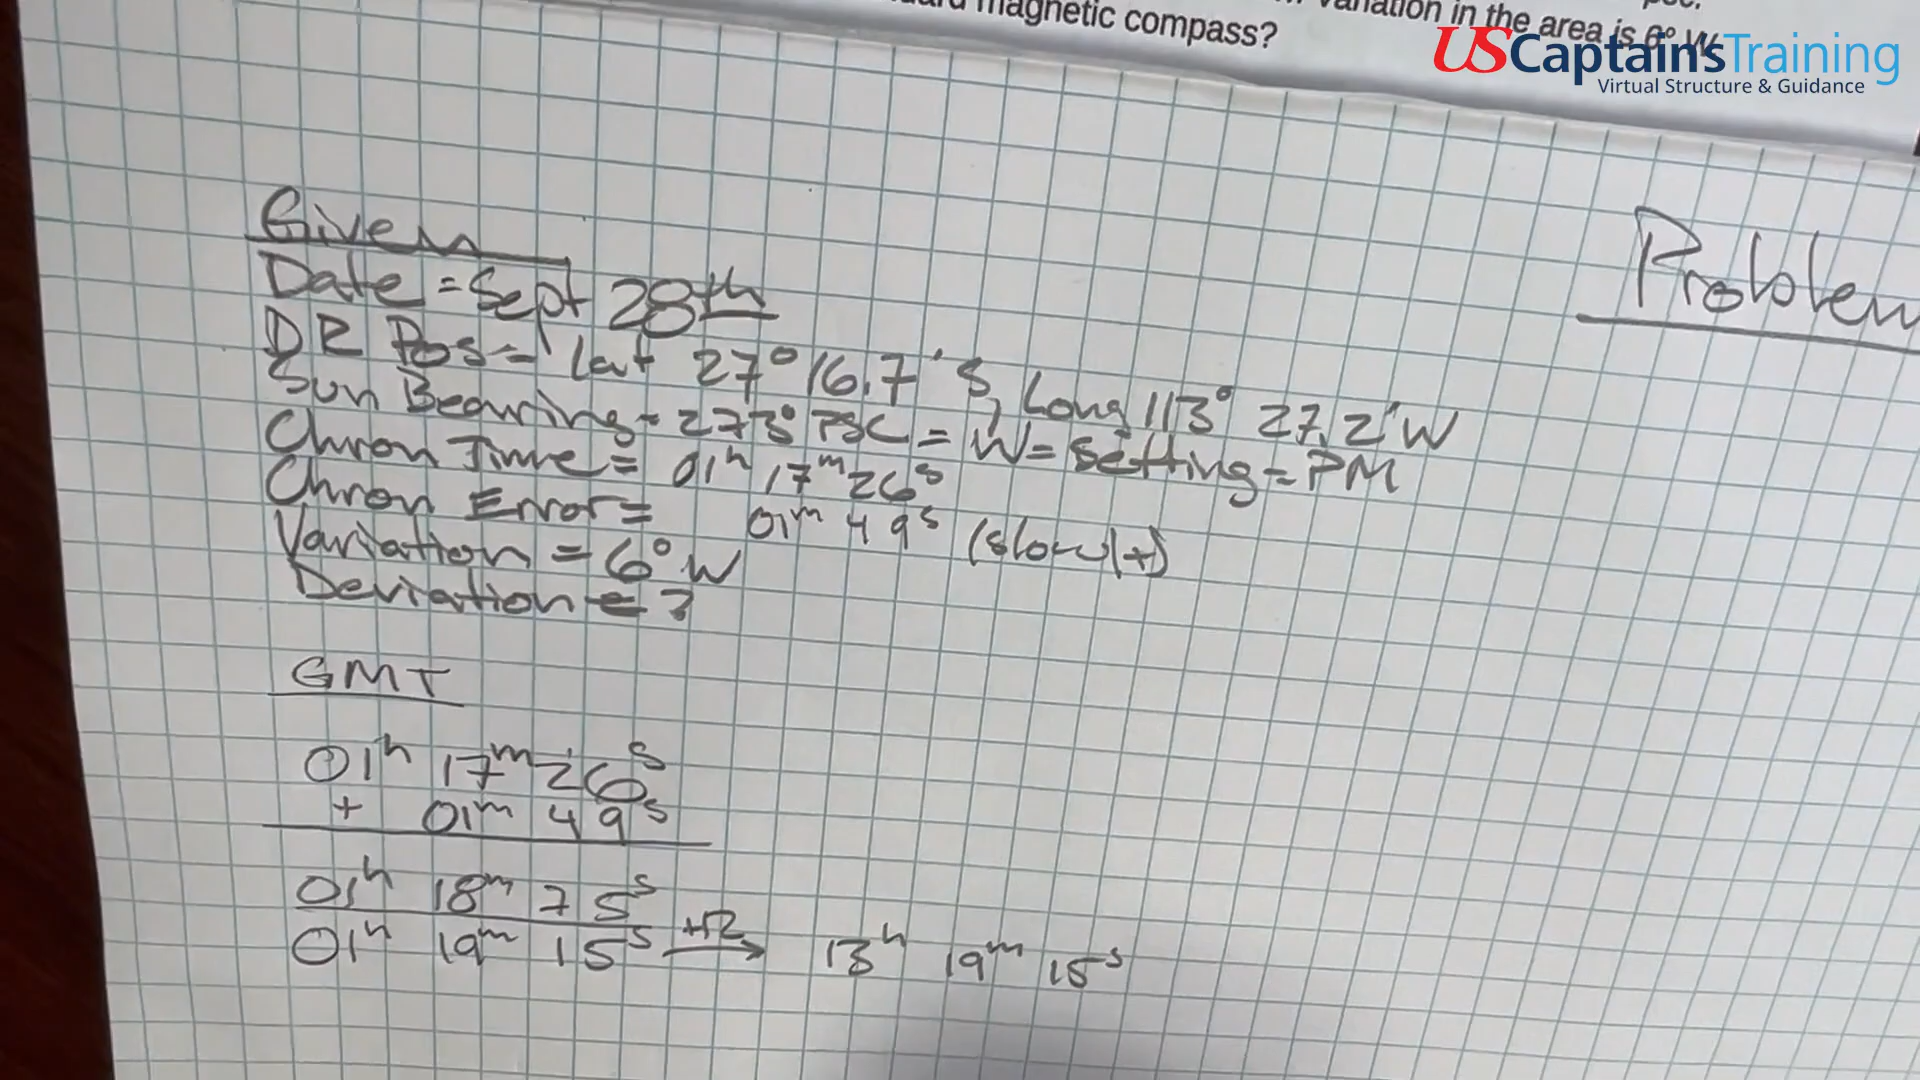 variation in the area is 6° W.
magnetic compass?
USCaptainsTraining
Virtual Structure & Guidance
Given
Problem
Date = Sept 28th
DR Pos = lat 27° 16.7' S, Long 113° 27.2' W
Sun Bearing = 273° PSC = W = Setting = PM
Chron Time = 01h 17m 26s
Chron Error = 01m 49s (slow/+)
Variation = 6° W
Deviation = ?
GMT
01h 17m 26s
+ 01m 49s
01h 18m 75s
01h 19m 15s +12 → 13h 19m 15s